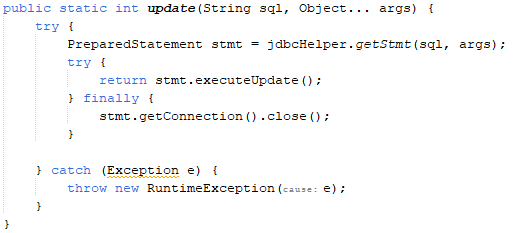 public static int update(String sql, Object... args) {
    try {
        PreparedStatement stmt = jdbcHelper.getStmt(sql, args);
        try {
            return stmt.executeUpdate();
        } finally {
            stmt.getConnection().close();
        }

    } catch (Exception e) {
        throw new RuntimeException(cause: e);
    }
}